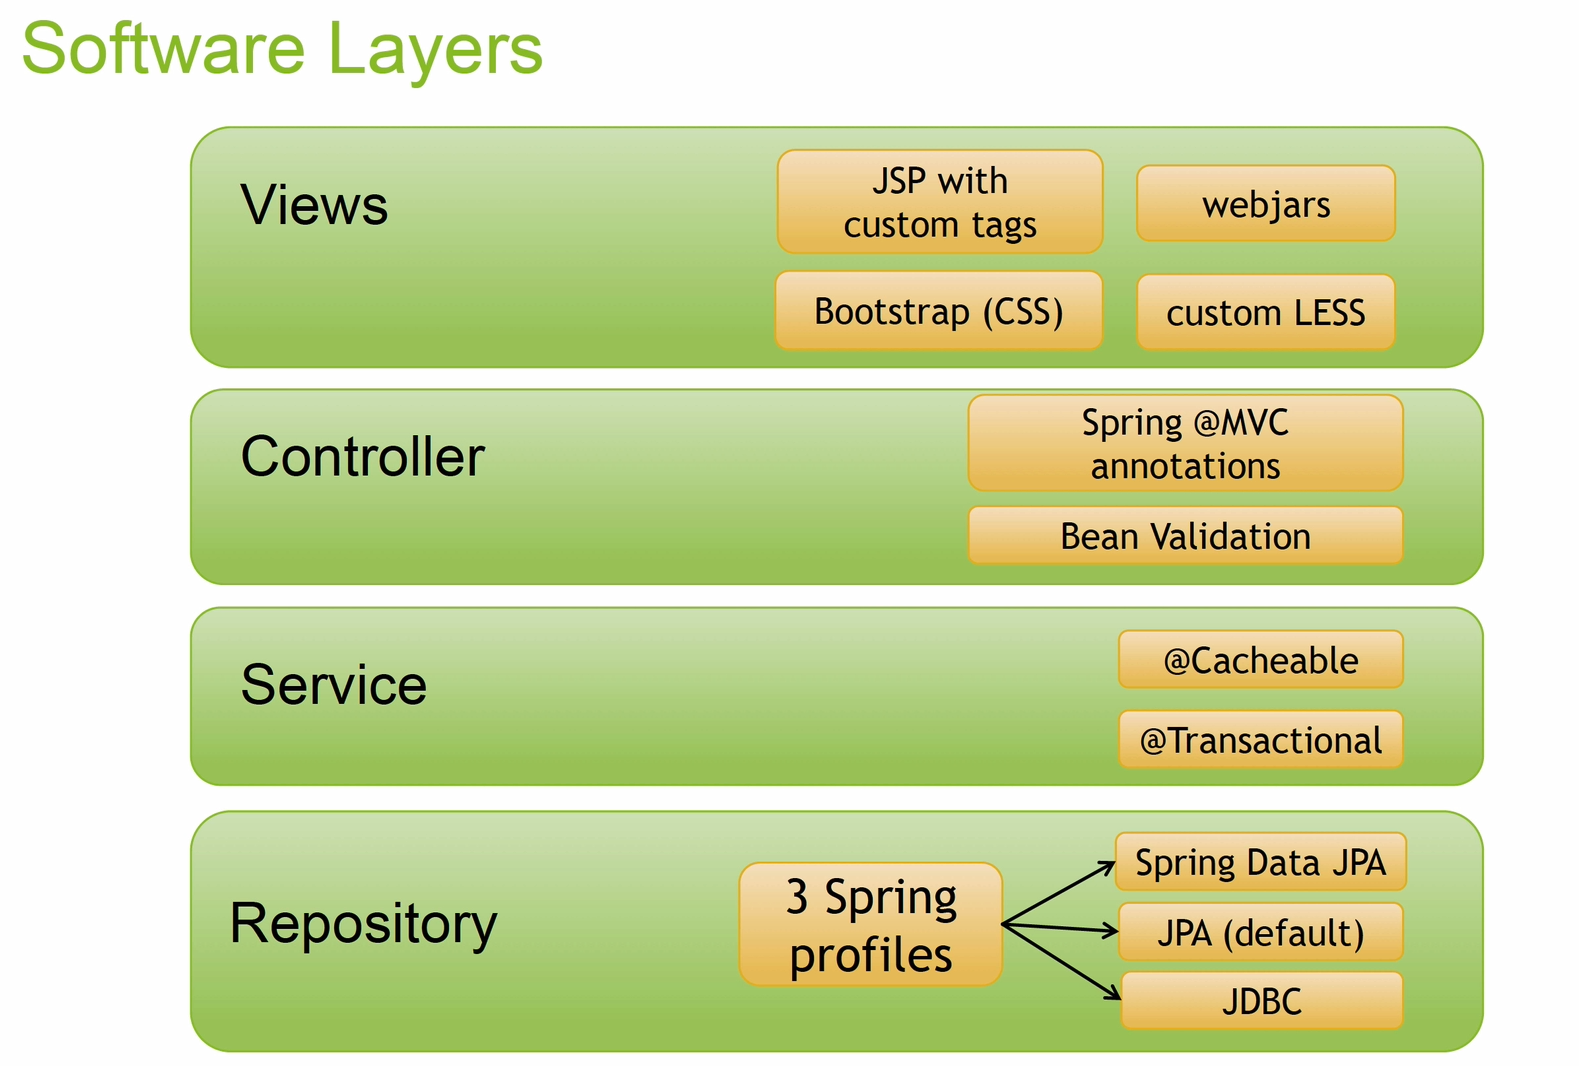 Software Layers
Views
JSP with
custom tags
webjars
Bootstrap (CSS)
custom LESS
Controller
Spring @MVC
annotations
Bean Validation
Service
@Cacheable
@Transactional
Repository
3 Spring
profiles
Spring Data JPA
JPA (default)
JDBC